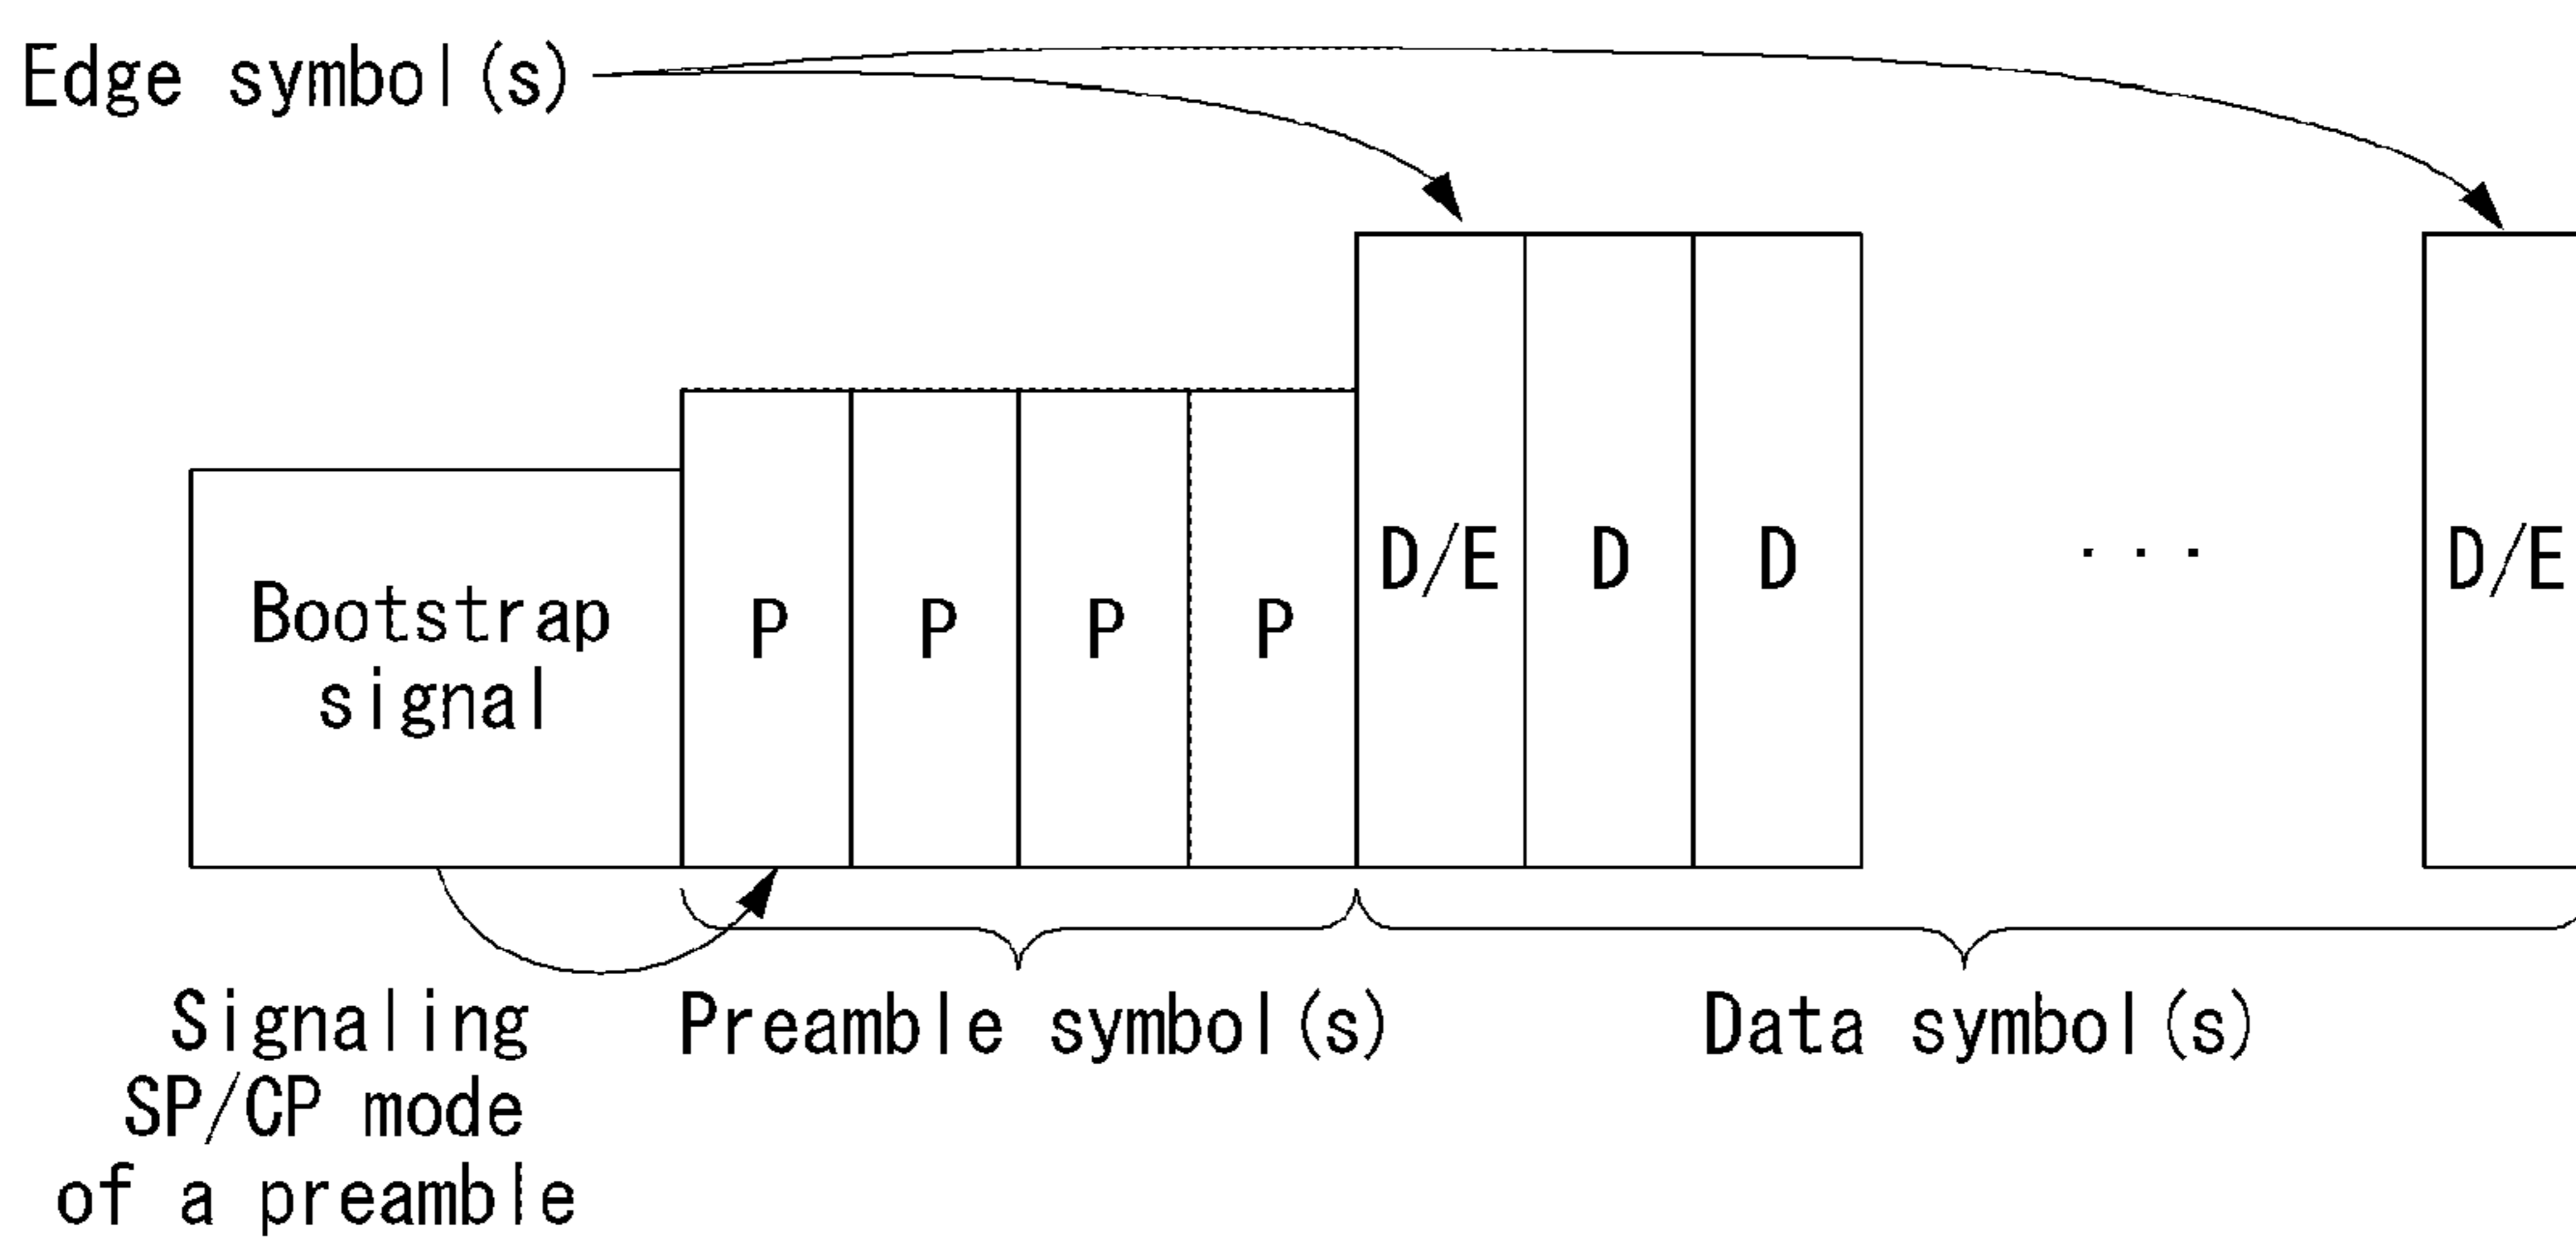 Edge symbol(s)
Bootstrap
signal
P P P P D/E D D ... D/E
Signaling
SP/CP mode
of a preamble
Preamble symbol(s)
Data symbol(s)